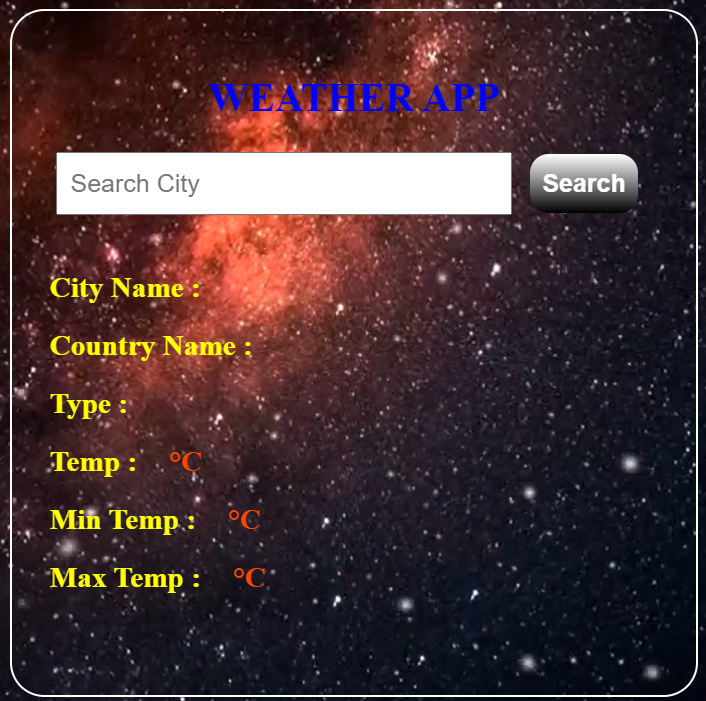 WEATHER APP
Search City
Search
City Name :
Country Name :
Type :
Temp : °C
Min Temp : °C
Max Temp : °C